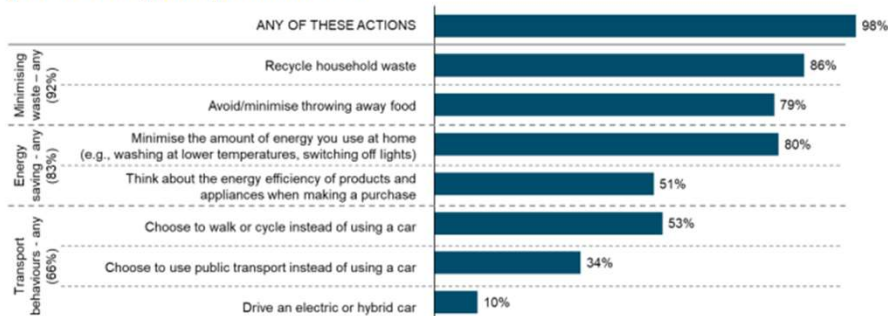 ANY OF THESE ACTIONS
98%
Minimising
waste – any
(92%)
Recycle household waste
86%
Avoid/minimise throwing away food
79%
Energy
saving - any
(83%)
Minimise the amount of energy you use at home
(e.g., washing at lower temperatures, switching off lights)
80%
Think about the energy efficiency of products and
appliances when making a purchase
51%
Transport
behaviours - any
(66%)
Choose to walk or cycle instead of using a car
53%
Choose to use public transport instead of using a car
34%
Drive an electric or hybrid car
10%